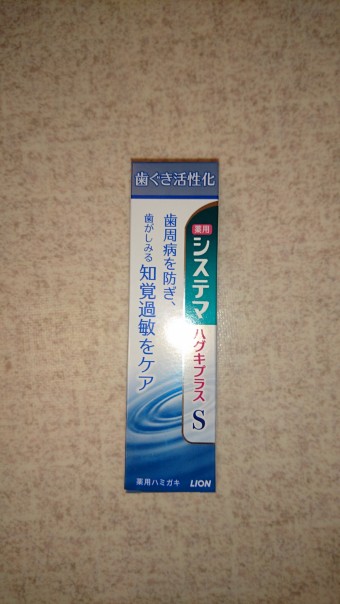 歯ぐき活性化
薬用
システマ
ハグキプラス
S
歯周病を防ぎ、
歯がしみる知覚過敏をケア
薬用ハミガキ
LION